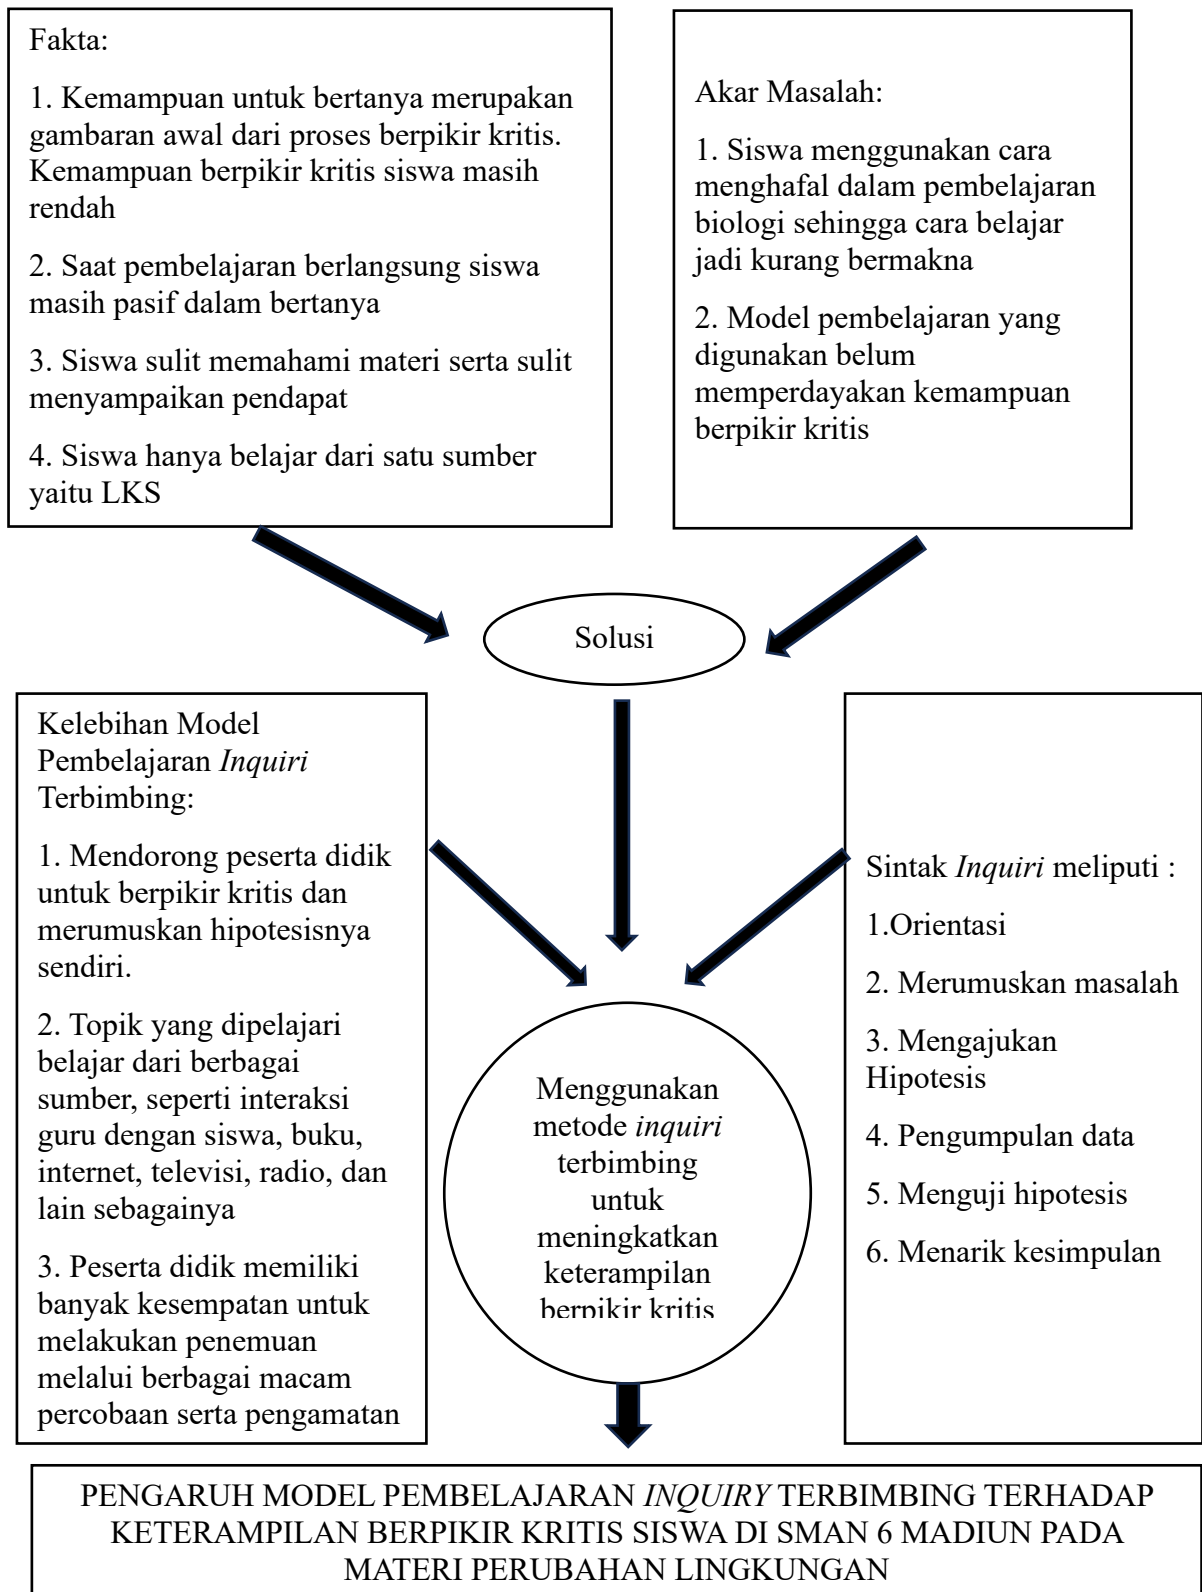 Fakta:
1. Kemampuan untuk bertanya merupakan
gambaran awal dari proses berpikir kritis.
Kemampuan berpikir kritis siswa masih
rendah
2. Saat pembelajaran berlangsung siswa
masih pasif dalam bertanya
3. Siswa sulit memahami materi serta sulit
menyampaikan pendapat
4. Siswa hanya belajar dari satu sumber
yaitu LKS
Akar Masalah:
1. Siswa menggunakan cara
menghafal dalam pembelajaran
biologi sehingga cara belajar
jadi kurang bermakna
2. Model pembelajaran yang
digunakan belum
memperdayakan kemampuan
berpikir kritis
Solusi
Kelebihan Model
Pembelajaran Inquiri
Terbimbing:
1. Mendorong peserta didik
untuk berpikir kritis dan
merumuskan hipotesisnya
sendiri.
2. Topik yang dipelajari
belajar dari berbagai
sumber, seperti interaksi
guru dengan siswa, buku,
internet, televisi, radio, dan
lain sebagainya
3. Peserta didik memiliki
banyak kesempatan untuk
melakukan penemuan
melalui berbagai macam
percobaan serta pengamatan
Menggunakan
metode inquiri
terbimbing
untuk
meningkatkan
keterampilan
berpikir kritis
Sintak Inquiri meliputi :
1.Orientasi
2. Merumuskan masalah
3. Mengajukan
Hipotesis
4. Pengumpulan data
5. Menguji hipotesis
6. Menarik kesimpulan
PENGARUH MODEL PEMBELAJARAN INQUIRY TERBIMBING TERHADAP
KETERAMPILAN BERPIKIR KRITIS SISWA DI SMAN 6 MADIUN PADA
MATERI PERUBAHAN LINGKUNGAN